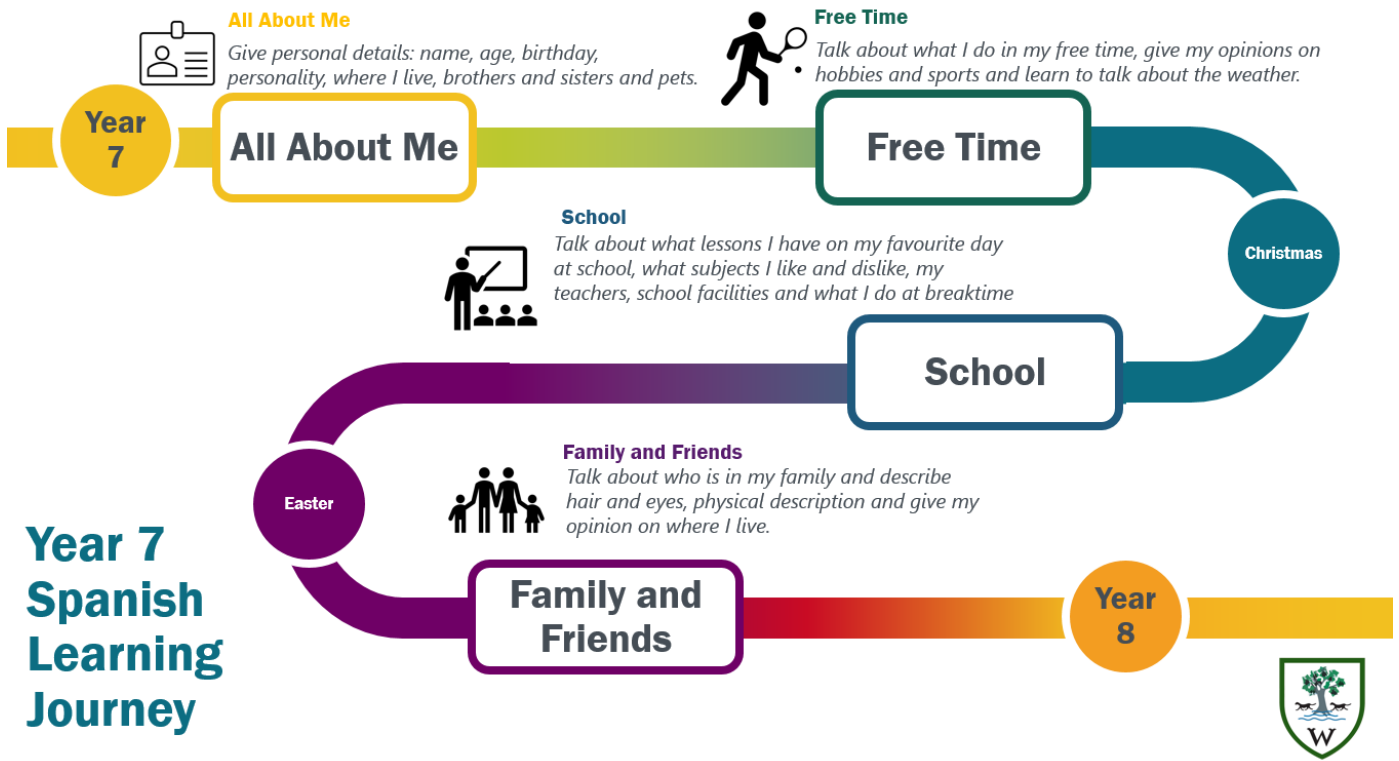 All About Me
Give personal details: name, age, birthday,
personality, where I live, brothers and sisters and pets.
Free Time
Talk about what I do in my free time, give my opinions on
hobbies and sports and learn to talk about the weather.
Year
7
All About Me
Free Time
Christmas
School
Talk about what lessons I have on my favourite day
at school, what subjects I like and dislike, my
teachers, school facilities and what I do at breaktime
School
Easter
Family and Friends
Talk about who is in my family and describe
hair and eyes, physical description and give my
opinion on where I live.
Family and
Friends
Year
8
Year 7
Spanish
Learning
Journey
W